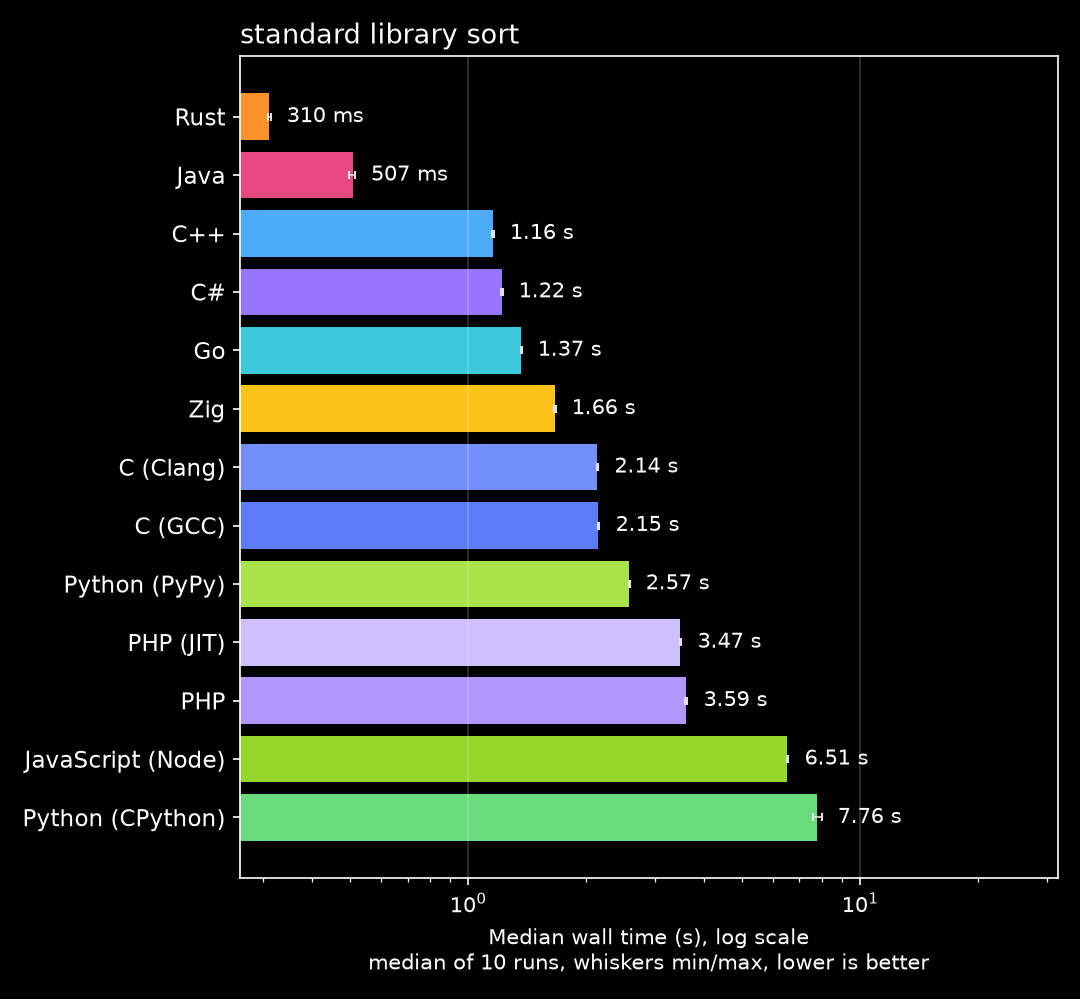 standard library sort
Rust 310 ms
Java 507 ms
C++ 1.16 s
C# 1.22 s
Go 1.37 s
Zig 1.66 s
C (Clang) 2.14 s
C (GCC) 2.15 s
Python (PyPy) 2.57 s
PHP (JIT) 3.47 s
PHP 3.59 s
JavaScript (Node) 6.51 s
Python (CPython) 7.76 s
10⁰ 10¹
Median wall time (s), log scale
median of 10 runs, whiskers min/max, lower is better